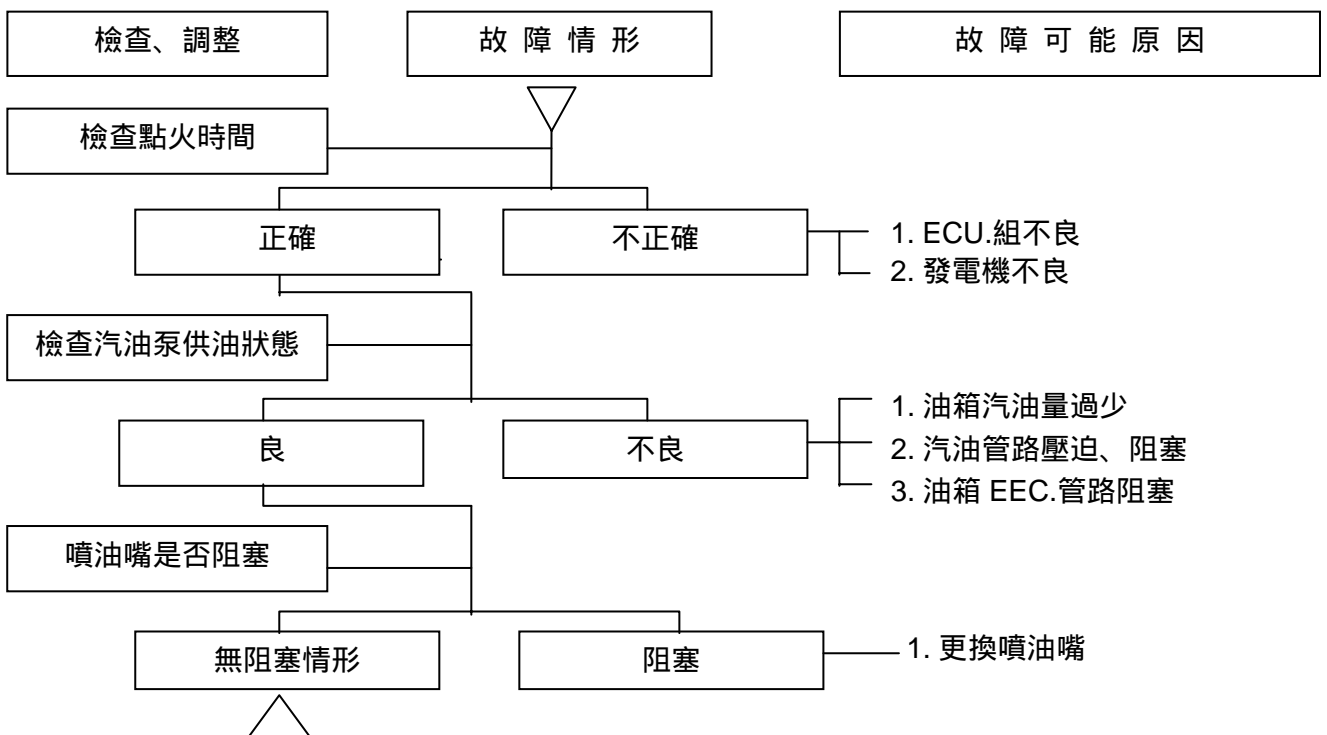 檢查、調整
故 障 情 形
故 障 可 能 原 因
檢查點火時間
正確
不正確
1. ECU.組不良
2. 發電機不良
檢查汽油泵供油狀態
良
不良
1. 油箱汽油量過少
2. 汽油管路壓迫、阻塞
3. 油箱 EEC.管路阻塞
噴油嘴是否阻塞
無阻塞情形
阻塞
1. 更換噴油嘴